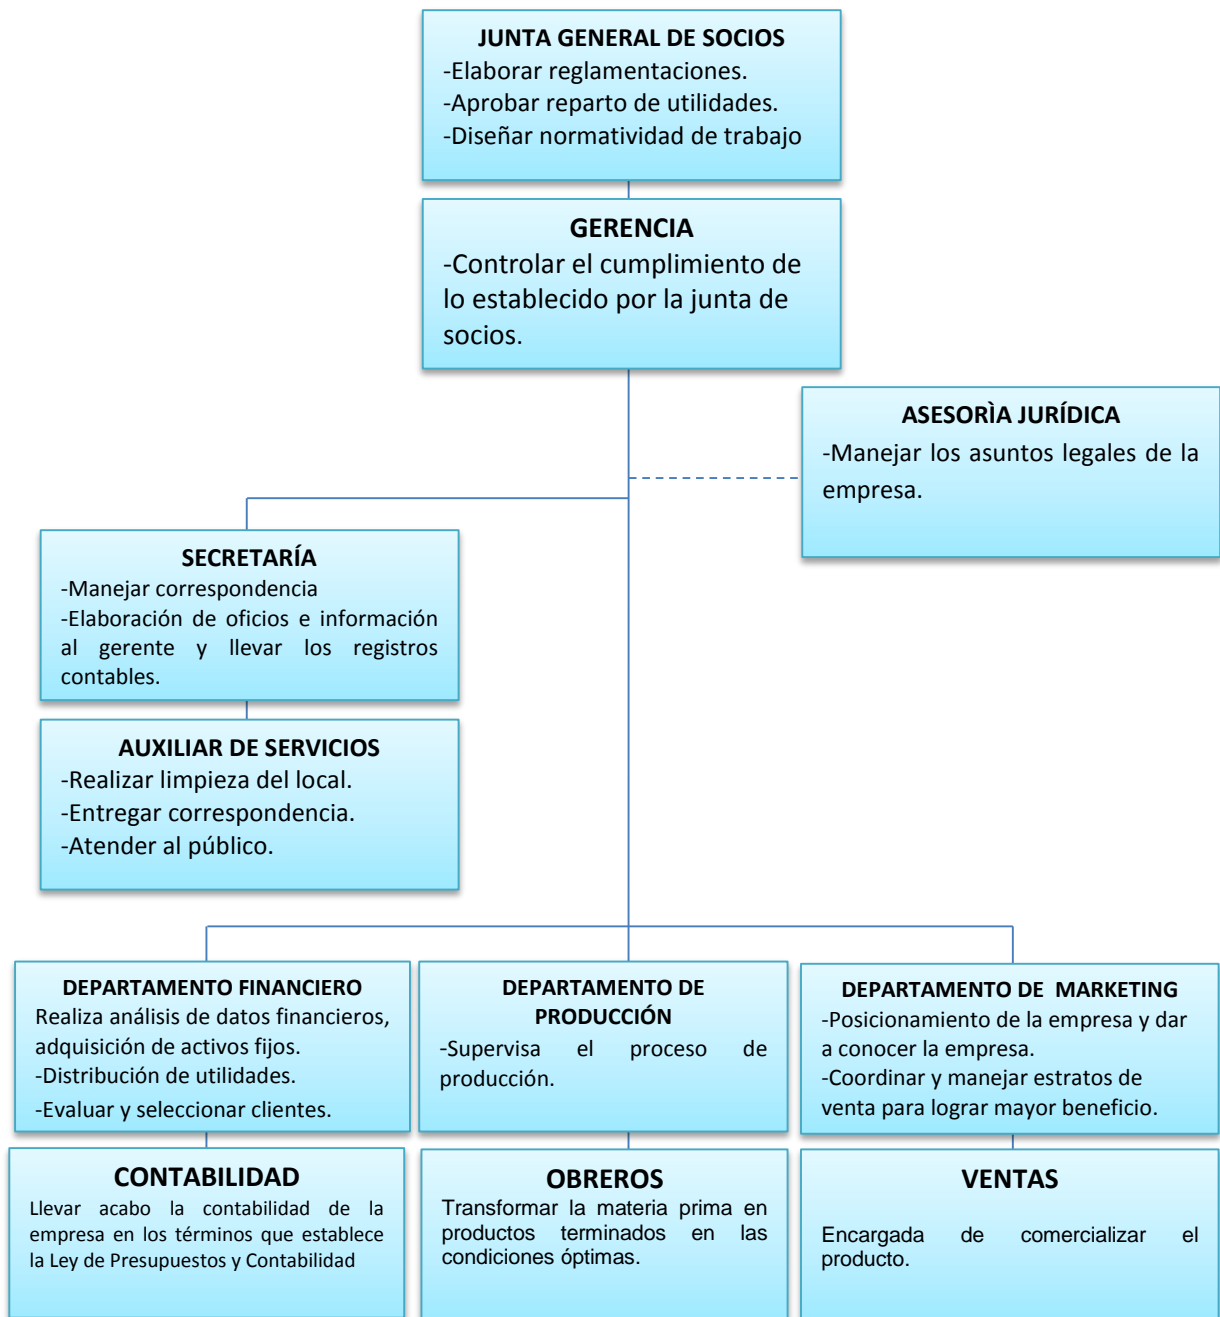 JUNTA GENERAL DE SOCIOS
-Elaborar reglamentaciones.
-Aprobar reparto de utilidades.
-Diseñar normatividad de trabajo
GERENCIA
-Controlar el cumplimiento de
lo establecido por la junta de
socios.
ASESORÌA JURÍDICA
-Manejar los asuntos legales de la
empresa.
SECRETARÍA
-Manejar correspondencia
-Elaboración de oficios e información
al gerente y llevar los registros
contables.
AUXILIAR DE SERVICIOS
-Realizar limpieza del local.
-Entregar correspondencia.
-Atender al público.
DEPARTAMENTO FINANCIERO
Realiza análisis de datos financieros,
adquisición de activos fijos.
-Distribución de utilidades.
-Evaluar y seleccionar clientes.
DEPARTAMENTO DE
PRODUCCIÓN
-Supervisa el proceso de
producción.
DEPARTAMENTO DE MARKETING
-Posicionamiento de la empresa y dar
a conocer la empresa.
-Coordinar y manejar estratos de
venta para lograr mayor beneficio.
CONTABILIDAD
Llevar acabo la contabilidad de la
empresa en los términos que establece
la Ley de Presupuestos y Contabilidad
OBREROS
Transformar la materia prima en
productos terminados en las
condiciones óptimas.
VENTAS
Encargada de comercializar el
producto.